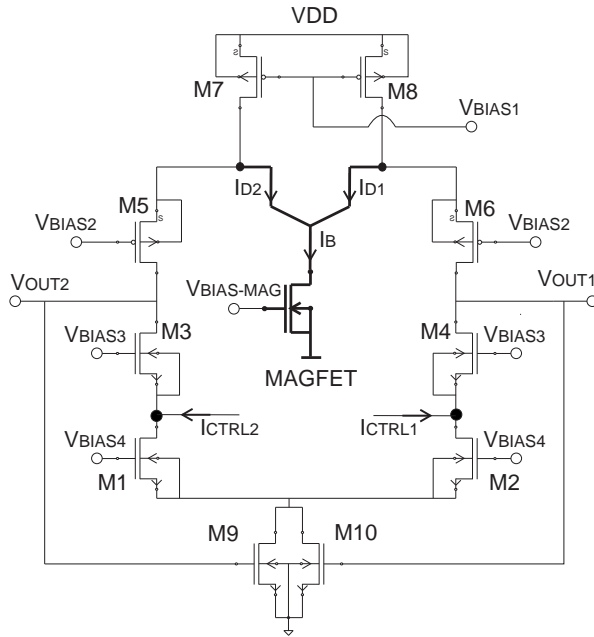 VDD
S
S
M7
M8
VBIAS1
M5
ID2
ID1
M6
S
S
VBIAS2
VBIAS2
IB
VOUT2
VBIAS-MAG
VOUT1
M3
M4
VBIAS3
VBIAS3
MAGFET
ICTRL2
ICTRL1
VBIAS4
VBIAS4
M1
M2
M9
M10